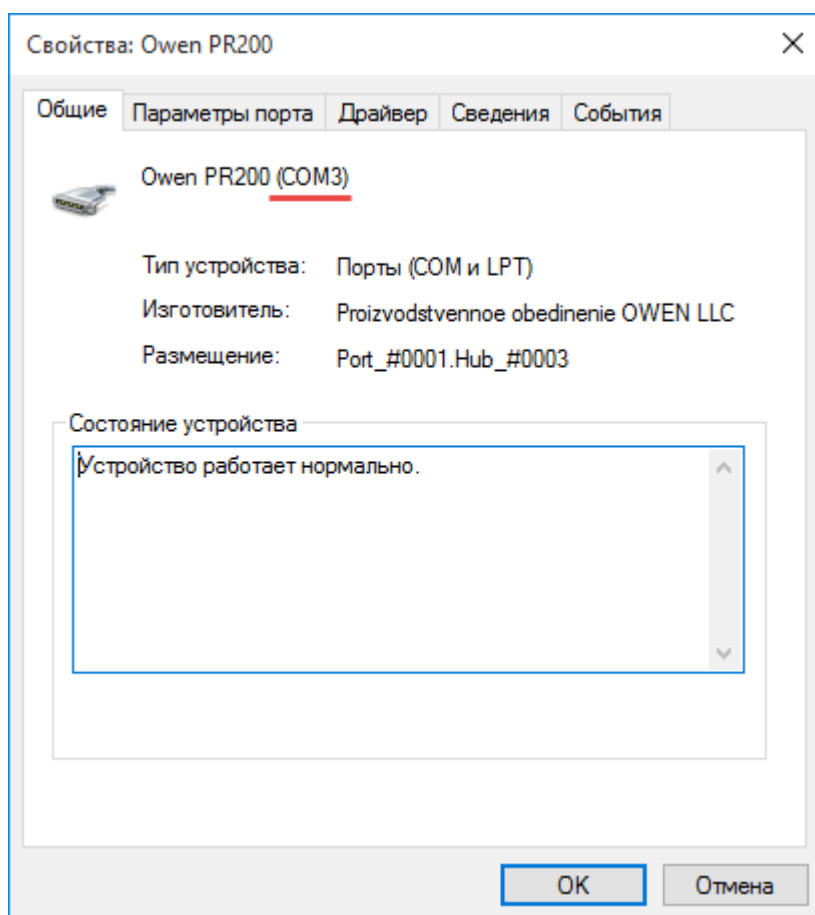 Свойства: Owen PR200
Общие Параметры порта Драйвер Сведения События
Owen PR200 (COM3)
Тип устройства: Порты (COM и LPT)
Изготовитель: Proizvodstvennoe obedinenie OWEN LLC
Размещение: Port_#0001.Hub_#0003
Состояние устройства
Устройство работает нормально.
OK Отмена